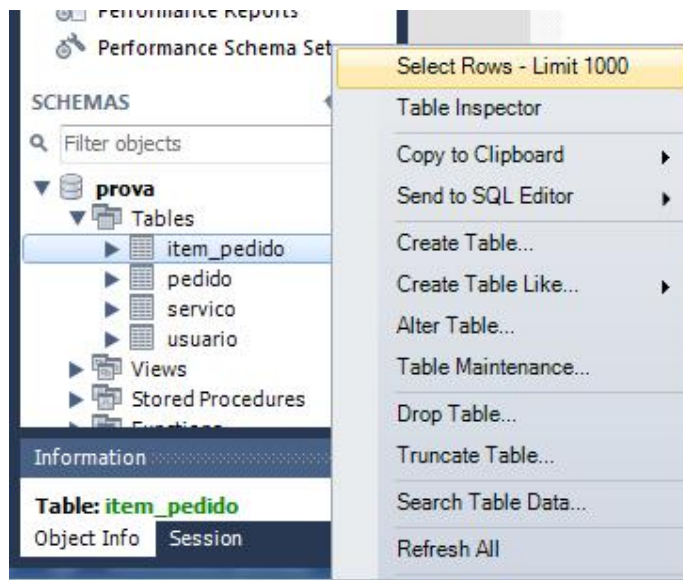 Performance Reports
Performance Schema Set
SCHEMAS
Filter objects
prova
Tables
item_pedido
pedido
servico
usuario
Views
Stored Procedures
Functions
Information
Table: item_pedido
Object Info Session
Select Rows - Limit 1000
Table Inspector
Copy to Clipboard
Send to SQL Editor
Create Table...
Create Table Like...
Alter Table...
Table Maintenance...
Drop Table...
Truncate Table...
Search Table Data...
Refresh All